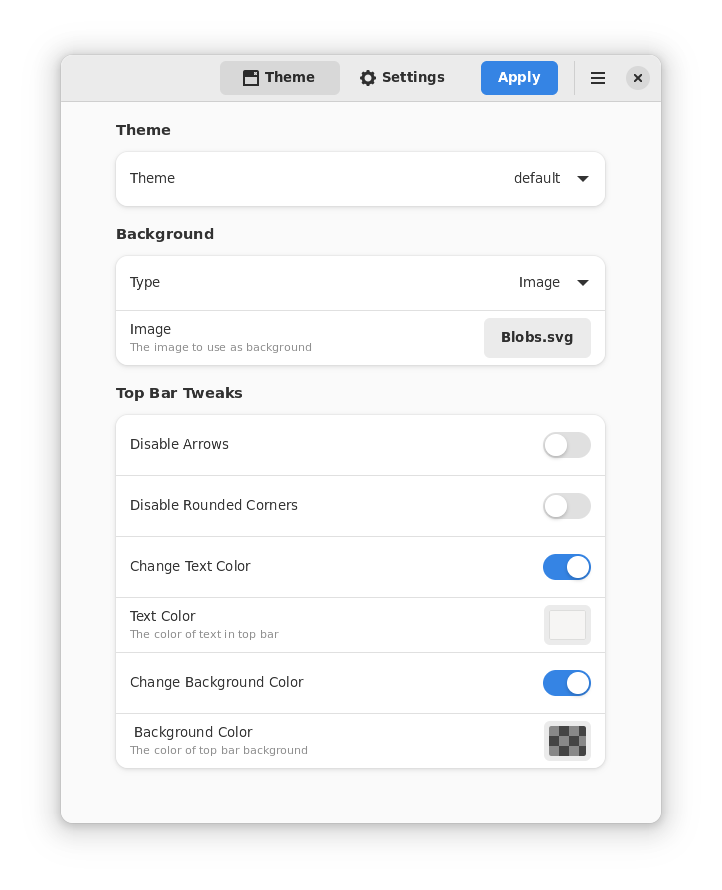 Theme
Settings
Apply
Theme
Theme
default
Background
Type
Image
Image
The image to use as background
Blobs.svg
Top Bar Tweaks
Disable Arrows
Disable Rounded Corners
Change Text Color
Text Color
The color of text in top bar
Change Background Color
Background Color
The color of top bar background